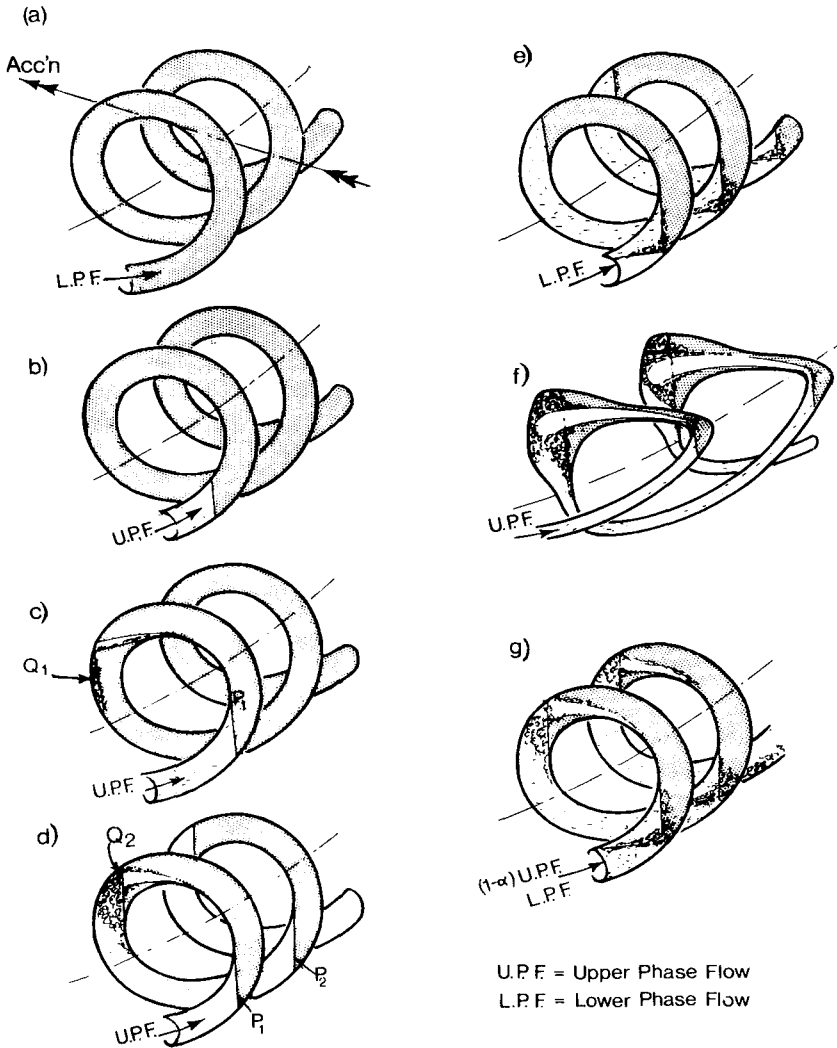 (a)
Acc'n
L.P.F.
b)
U.P.F.
c)
Q1
P1
U.P.F.
d)
Q2
P2
P1
U.P.F.
e)
L.P.F.
f)
U.P.F.
g)
(1-α) U.P.F.
L.P.F.
U.P.F. = Upper Phase Flow
L.P.F. = Lower Phase Flow